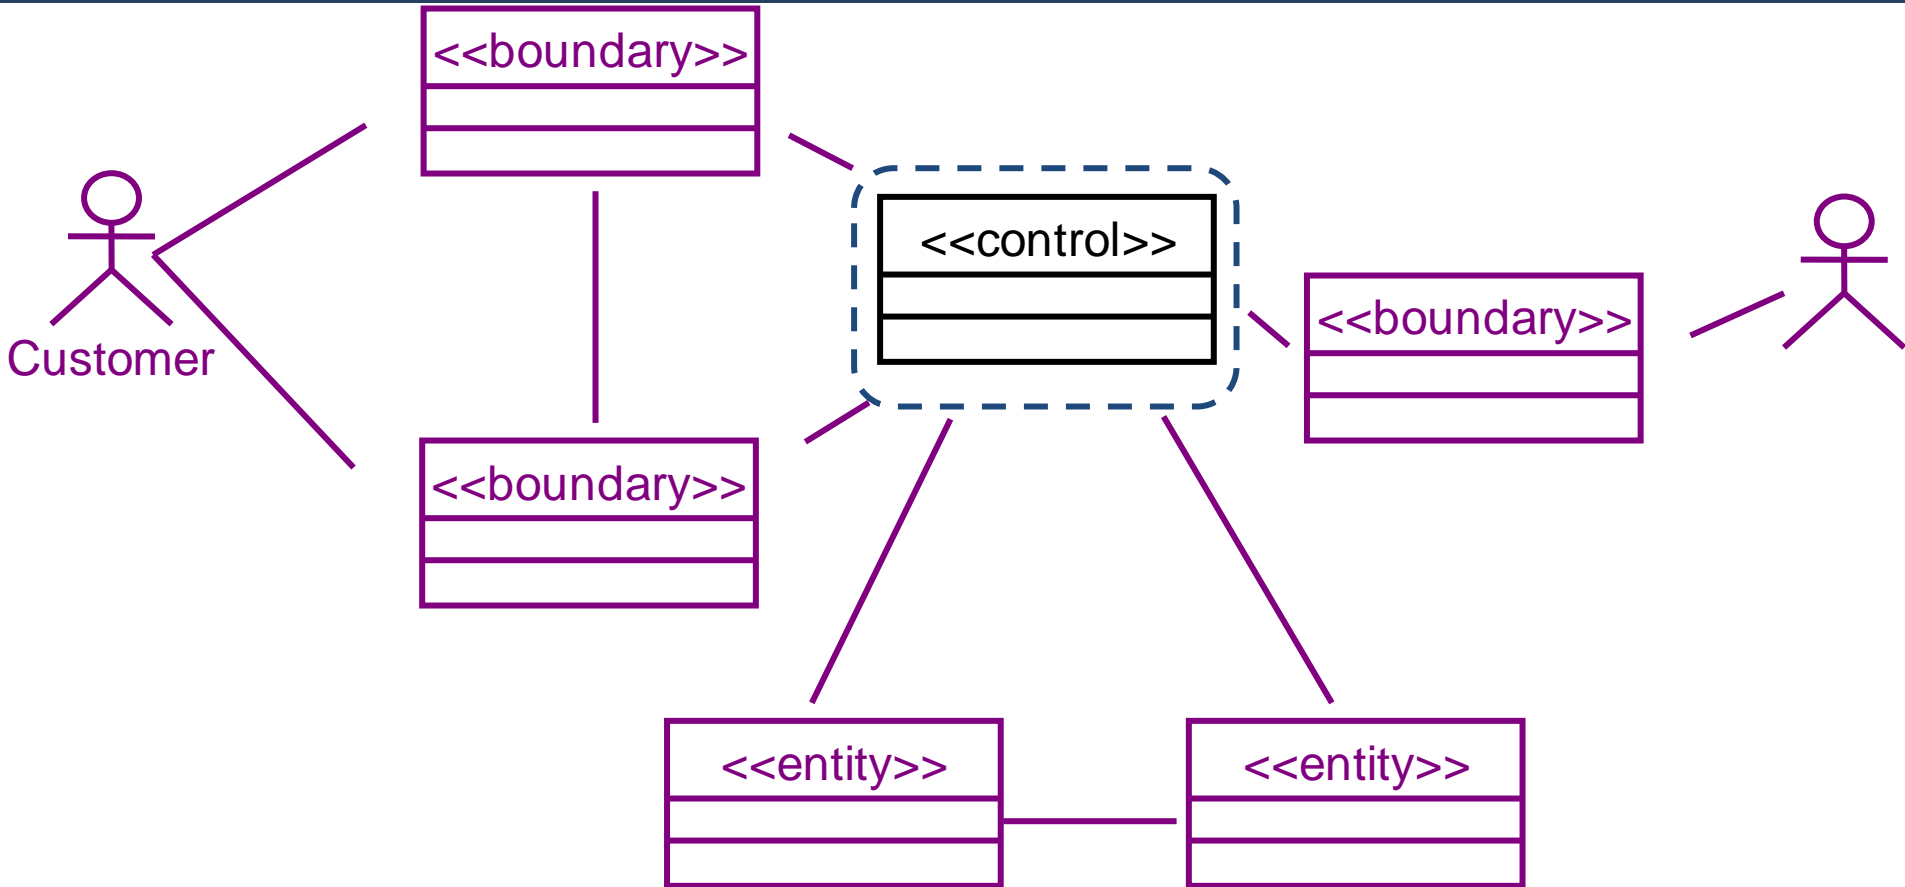 <<boundary>>
<<control>>
<<boundary>>
Customer
<<boundary>>
<<entity>>
<<entity>>